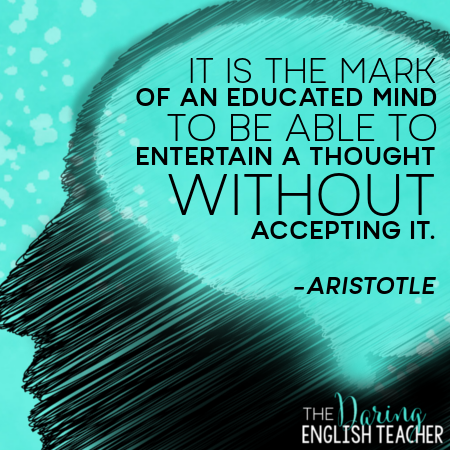 IT IS THE MARK
OF AN EDUCATED MIND
TO BE ABLE TO
ENTERTAIN A THOUGHT
WITHOUT
ACCEPTING IT.
–ARISTOTLE
THE Daring
ENGLISH TEACHER